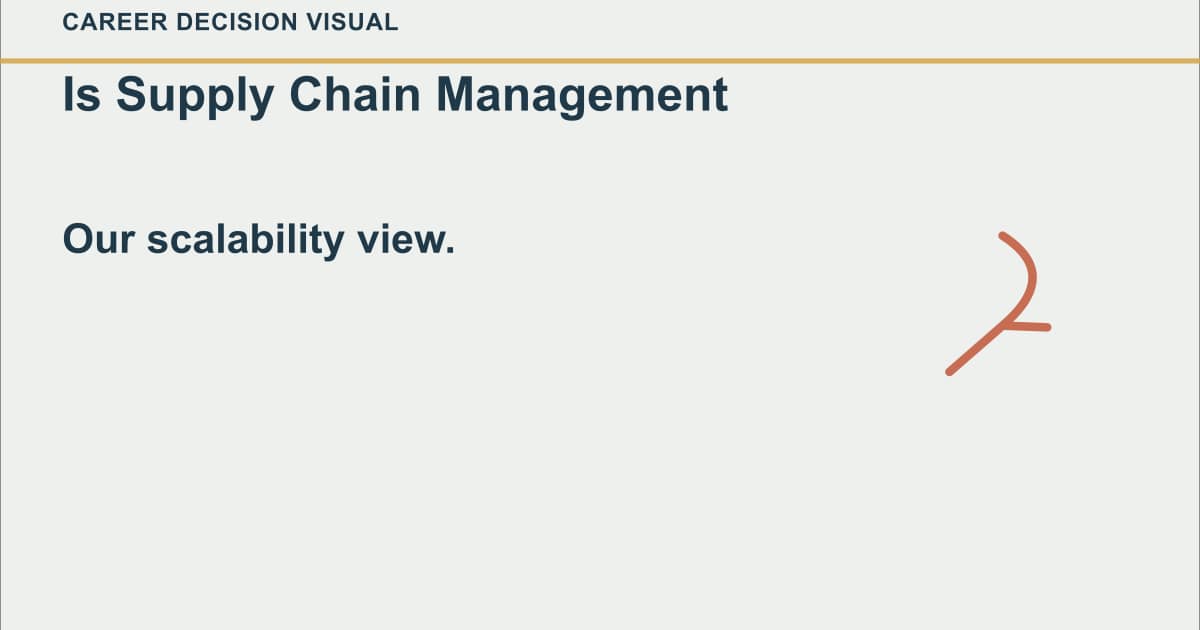 CAREER DECISION VISUAL
Is Supply Chain Management
Our scalability view.